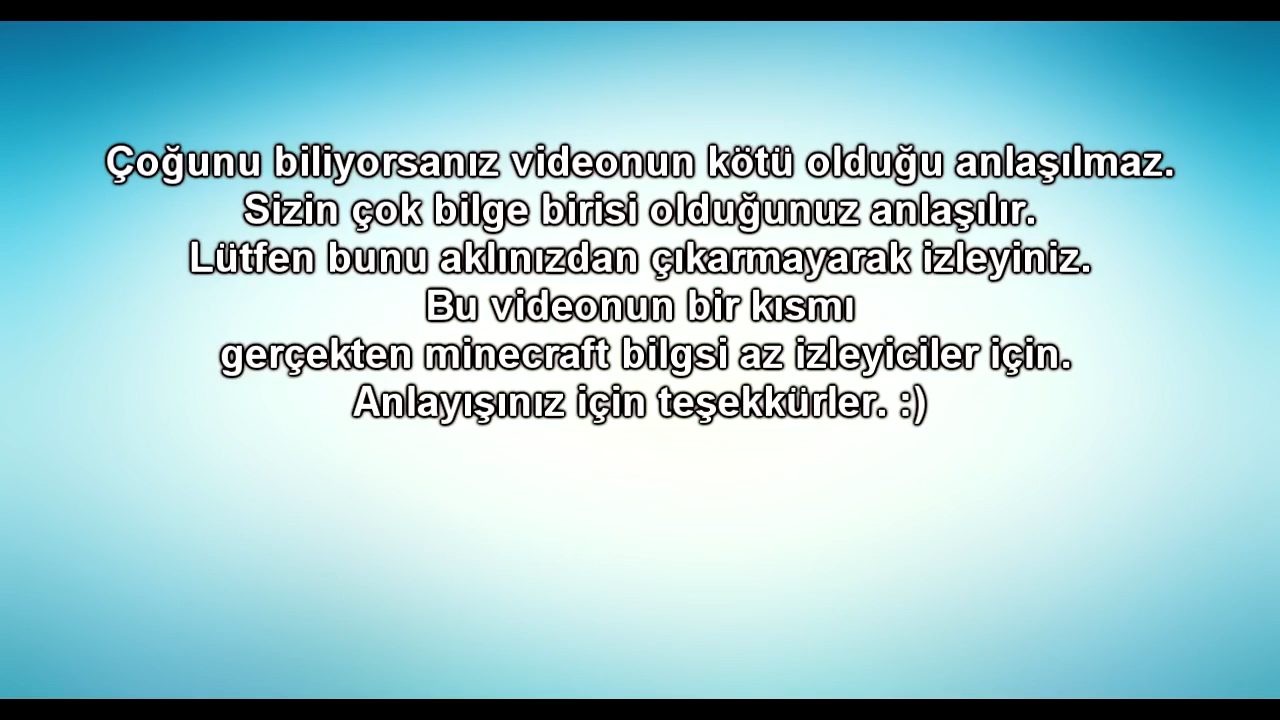 Çoğunu biliyorsanız videonun kötü olduğu anlaşılmaz.
Sizin çok bilge birisi olduğunuz anlaşılır.
Lütfen bunu aklınızdan çıkarmayarak izleyiniz.
Bu videonun bir kısmı
gerçekten minecraft bilgsi az izleyiciler için.
Anlayışınız için teşekkürler. :)